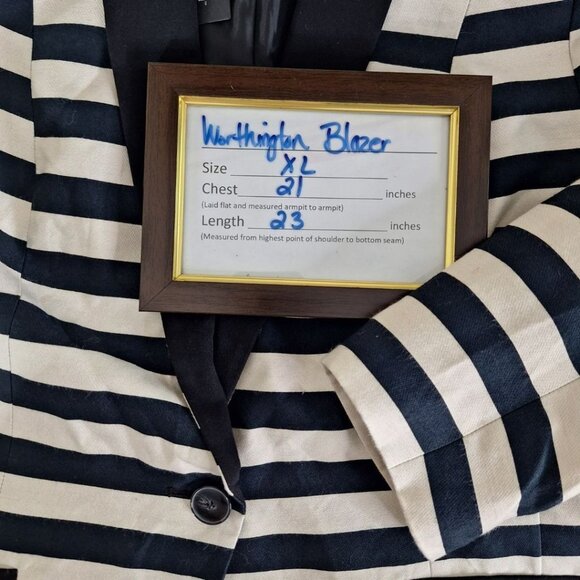 Worthington Blazer
Size XL
Chest 21 inches
(Laid flat and measured armpit to armpit)
Length 23 inches
(Measured from highest point of shoulder to bottom seam)